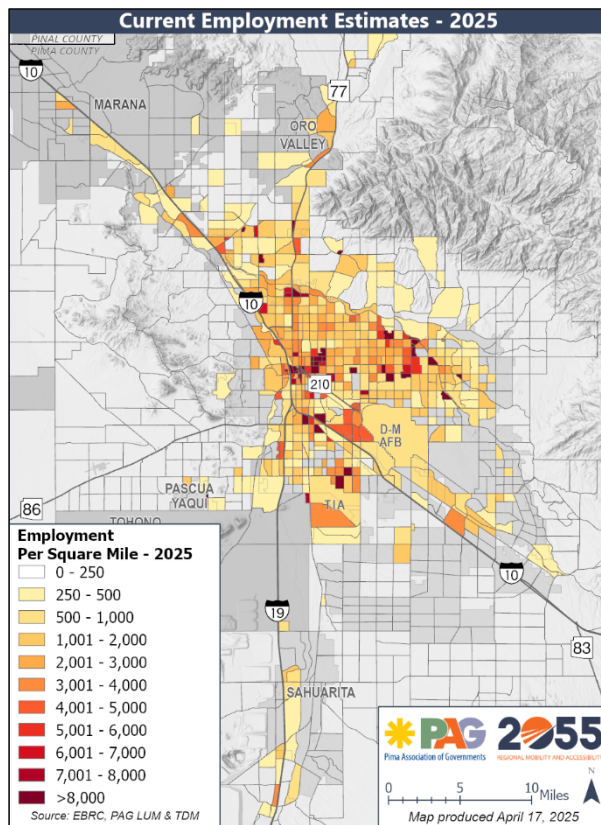 Current Employment Estimates - 2025
PINAL COUNTY
PIMA COUNTY
10
MARANA
77
ORO
VALLEY
10
210
D-M
AFB
PASCUA
YAQUI
TIA
86
TOHONO
10
19
83
SAHUARITA
Employment
Per Square Mile - 2025
0 - 250
250 - 500
500 - 1,000
1,001 - 2,000
2,001 - 3,000
3,001 - 4,000
4,001 - 5,000
5,001 - 6,000
6,001 - 7,000
7,001 - 8,000
>8,000
Source: EBRC, PAG LUM & TDM
PAG
Pima Association of Governments
2055
REGIONAL MOBILITY AND ACCESSIBILITY
N
0 5 10 Miles
Map produced April 17, 2025